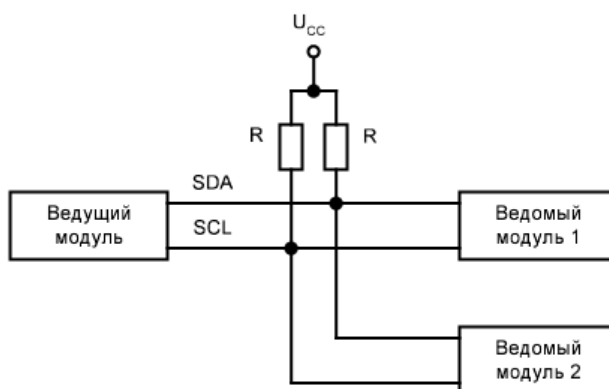 U_CC
R
R
SDA
Ведущий
модуль
SCL
Ведомый
модуль 1
Ведомый
модуль 2